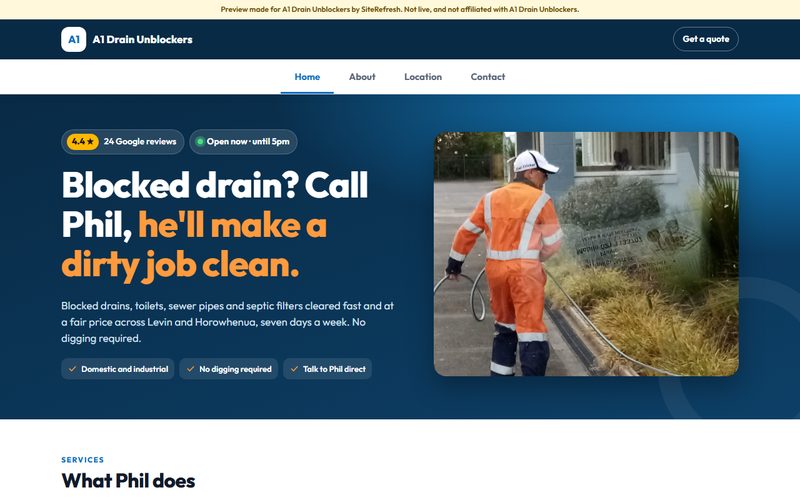 Preview made for A1 Drain Unblockers by SiteRefresh. Not live, and not affiliated with A1 Drain Unblockers.
A1 A1 Drain Unblockers
Get a quote
Home About Location Contact
4.4 ★ 24 Google reviews
Open now · until 5pm
Blocked drain? Call
Phil, he'll make a
dirty job clean.
Blocked drains, toilets, sewer pipes and septic filters cleared fast and at
a fair price across Levin and Horowhenua, seven days a week. No
digging required.
✓ Domestic and industrial ✓ No digging required ✓ Talk to Phil direct
SERVICES
What Phil does